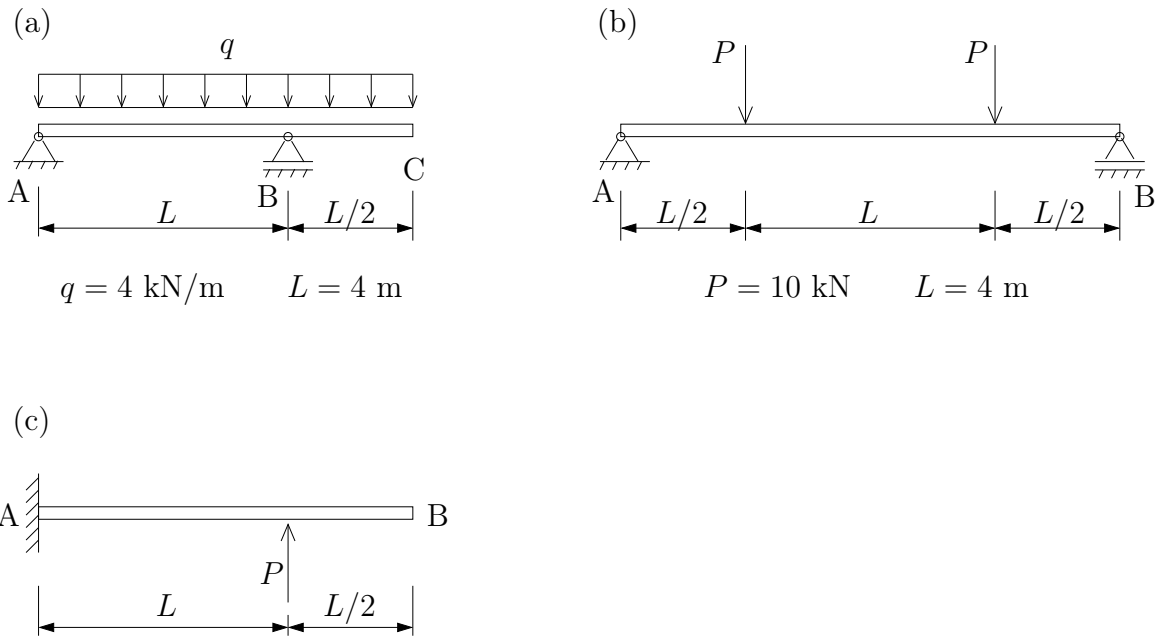 (a)
q
A
B
C
L
L/2
q = 4 kN/m L = 4 m
(b)
P
P
A
B
L/2
L
L/2
P = 10 kN L = 4 m
(c)
A
B
P
L
L/2